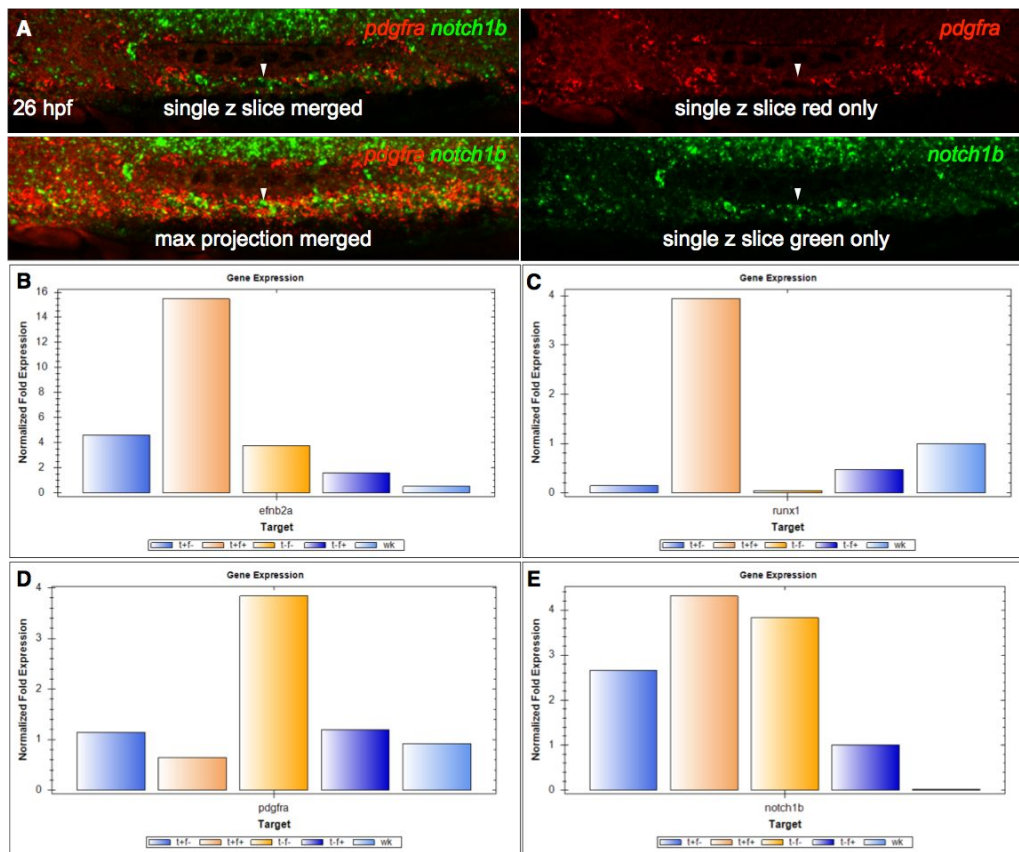 A
pdgfra notch1b
26 hpf
single z slice merged
pdgfra
single z slice red only
pdgfra notch1b
max projection merged
notch1b
single z slice green only
B
Gene Expression
Normalized Fold Expression
16
14
12
10
8
6
4
2
0
efnb2a
Target
t+f- t+f+ t-f- t-f+ wk
C
Gene Expression
Normalized Fold Expression
4
3
2
1
0
runx1
Target
t+f- t+f+ t-f- t-f+ wk
D
Gene Expression
Normalized Fold Expression
4
3
2
1
0
pdgfra
Target
t+f- t+f+ t-f- t-f+ wk
E
Gene Expression
Normalized Fold Expression
4
3
2
1
0
notch1b
Target
t+f- t+f+ t-f- t-f+ wk